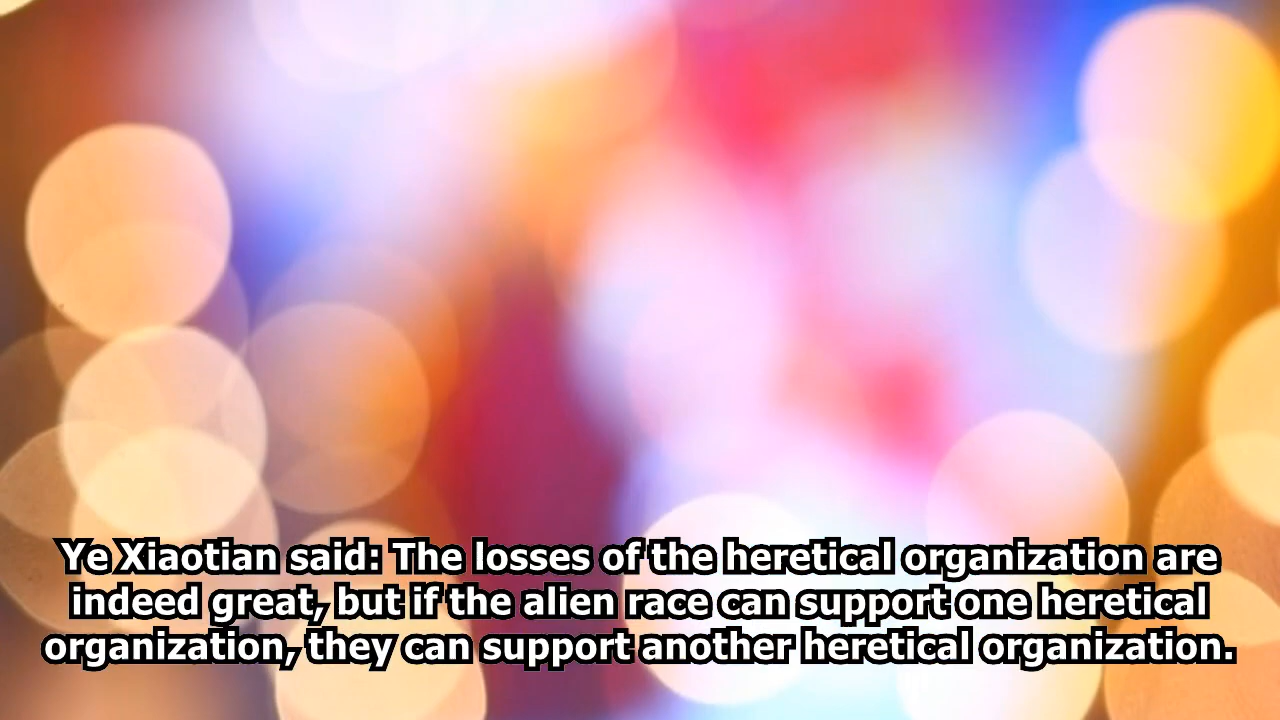 Ye Xiaotian said: The losses of the heretical organization are
indeed great, but if the alien race can support one heretical
organization, they can support another heretical organization.